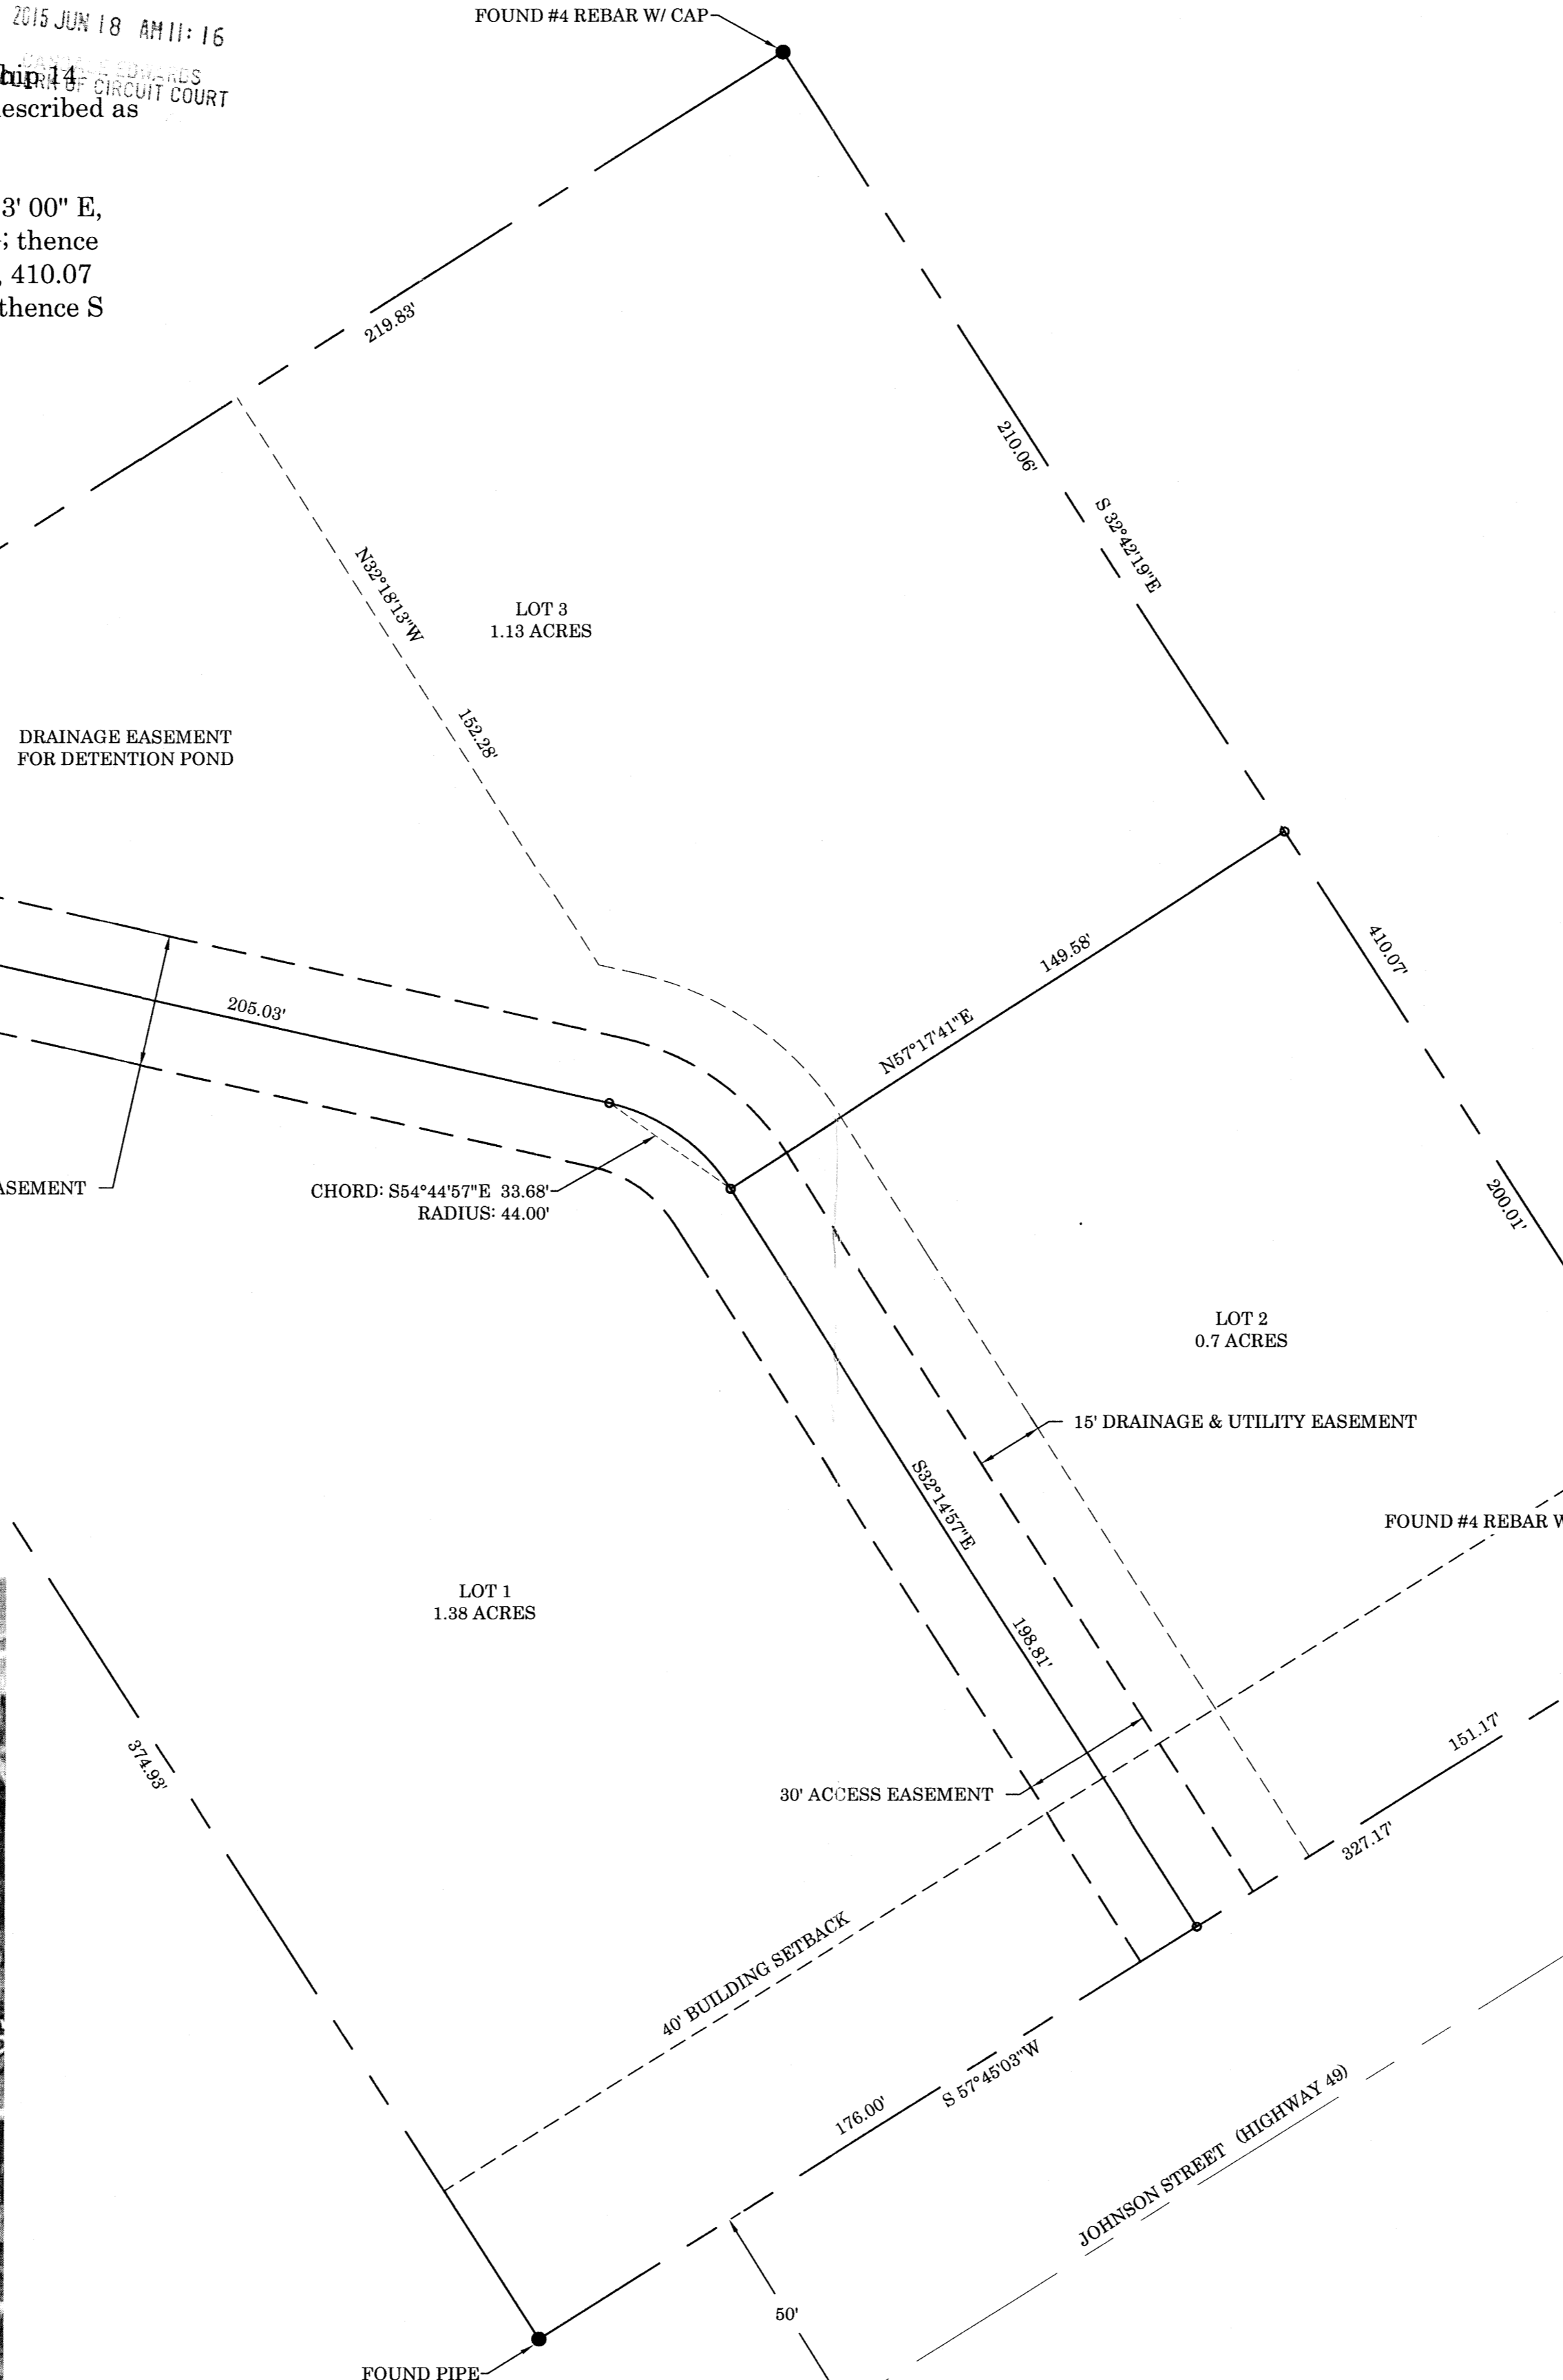 2015 JUN 18 AM 11:16
EDWARDS
OF CIRCUIT COURT
ship 14
escribed as
3' 00" E,
; thence
, 410.07
thence S
FOUND #4 REBAR W/ CAP
219.83'
210.06'
S 32°42'19"E
N32°18'13"W
152.28'
LOT 3
1.13 ACRES
DRAINAGE EASEMENT
FOR DETENTION POND
149.58'
N57°17'41"E
410.07'
200.01'
205.03'
ASEMENT
CHORD: S54°44'57"E 33.68'
RADIUS: 44.00'
LOT 2
0.7 ACRES
15' DRAINAGE & UTILITY EASEMENT
S32°14'57"E
198.81'
FOUND #4 REBAR W
LOT 1
1.38 ACRES
374.93'
30' ACCESS EASEMENT
151.17'
327.17'
40' BUILDING SETBACK
176.00'
S 57°45'03"W
JOHNSON STREET (HIGHWAY 49)
50'
FOUND PIPE